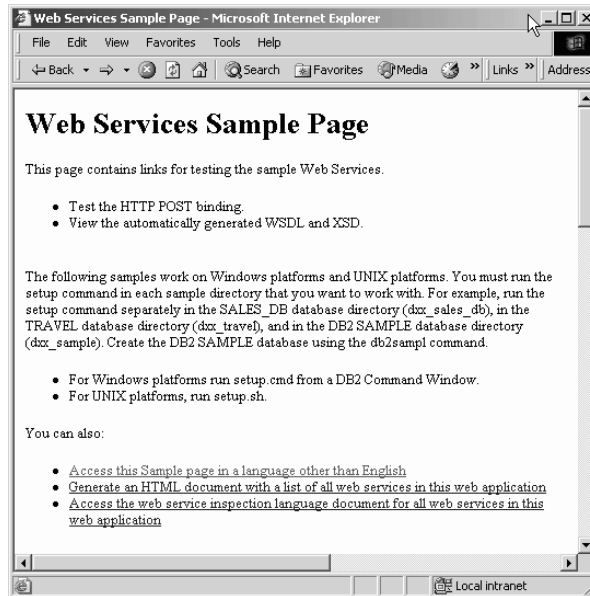 Web Services Sample Page - Microsoft Internet Explorer
File Edit View Favorites Tools Help
Back Search Favorites Media » Links » Address
Web Services Sample Page
This page contains links for testing the sample Web Services.
• Test the HTTP POST binding.
• View the automatically generated WSDL and XSD.
The following samples work on Windows platforms and UNIX platforms. You must run the
setup command in each sample directory that you want to work with. For example, run the
setup command separately in the SALES_DB database directory (dxx_sales_db), in the
TRAVEL database directory (dxx_travel), and in the DB2 SAMPLE database directory
(dxx_sample). Create the DB2 SAMPLE database using the db2sampl command.
• For Windows platforms run setup.cmd from a DB2 Command Window.
• For UNIX platforms, run setup.sh.
You can also:
• Access this Sample page in a language other than English
• Generate an HTML document with a list of all web services in this web application
• Access the web service inspection language document for all web services in this
web application
Local intranet